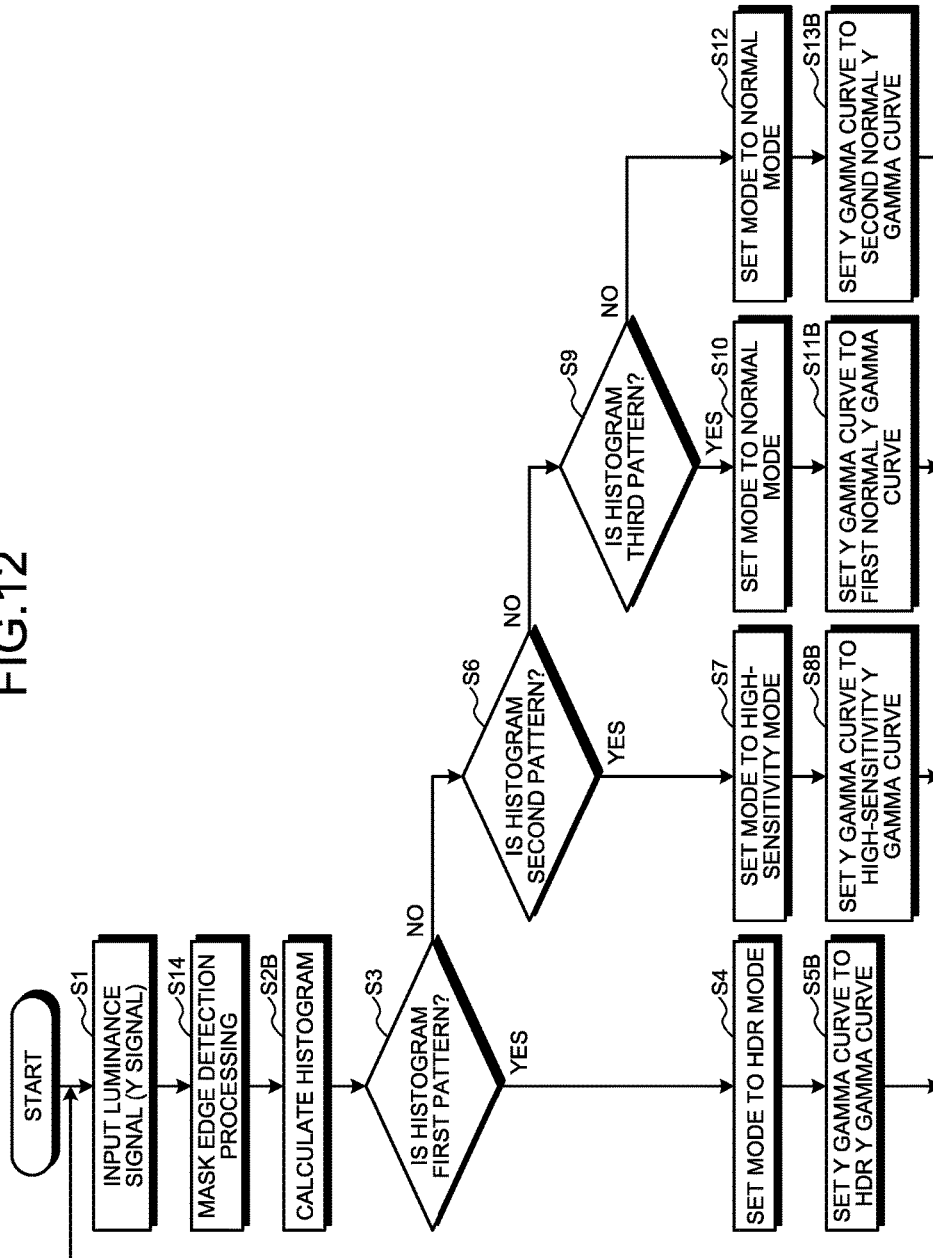 FIG.12
START
S1
INPUT LUMINANCE
SIGNAL (Y SIGNAL)
S14
MASK EDGE DETECTION
PROCESSING
S2B
CALCULATE HISTOGRAM
S3
IS HISTOGRAM
FIRST PATTERN?
NO
YES
S4
SET MODE TO HDR MODE
S5B
SET Y GAMMA CURVE TO
HDR Y GAMMA CURVE
S6
IS HISTOGRAM
SECOND PATTERN?
NO
YES
S7
SET MODE TO HIGH-
SENSITIVITY MODE
S8B
SET Y GAMMA CURVE TO
HIGH-SENSITIVITY Y
GAMMA CURVE
S9
IS HISTOGRAM
THIRD PATTERN?
NO
YES
S10
SET MODE TO NORMAL
MODE
S11B
SET Y GAMMA CURVE TO
FIRST NORMAL Y GAMMA
CURVE
S12
SET MODE TO NORMAL
MODE
S13B
SET Y GAMMA CURVE TO
SECOND NORMAL Y
GAMMA CURVE